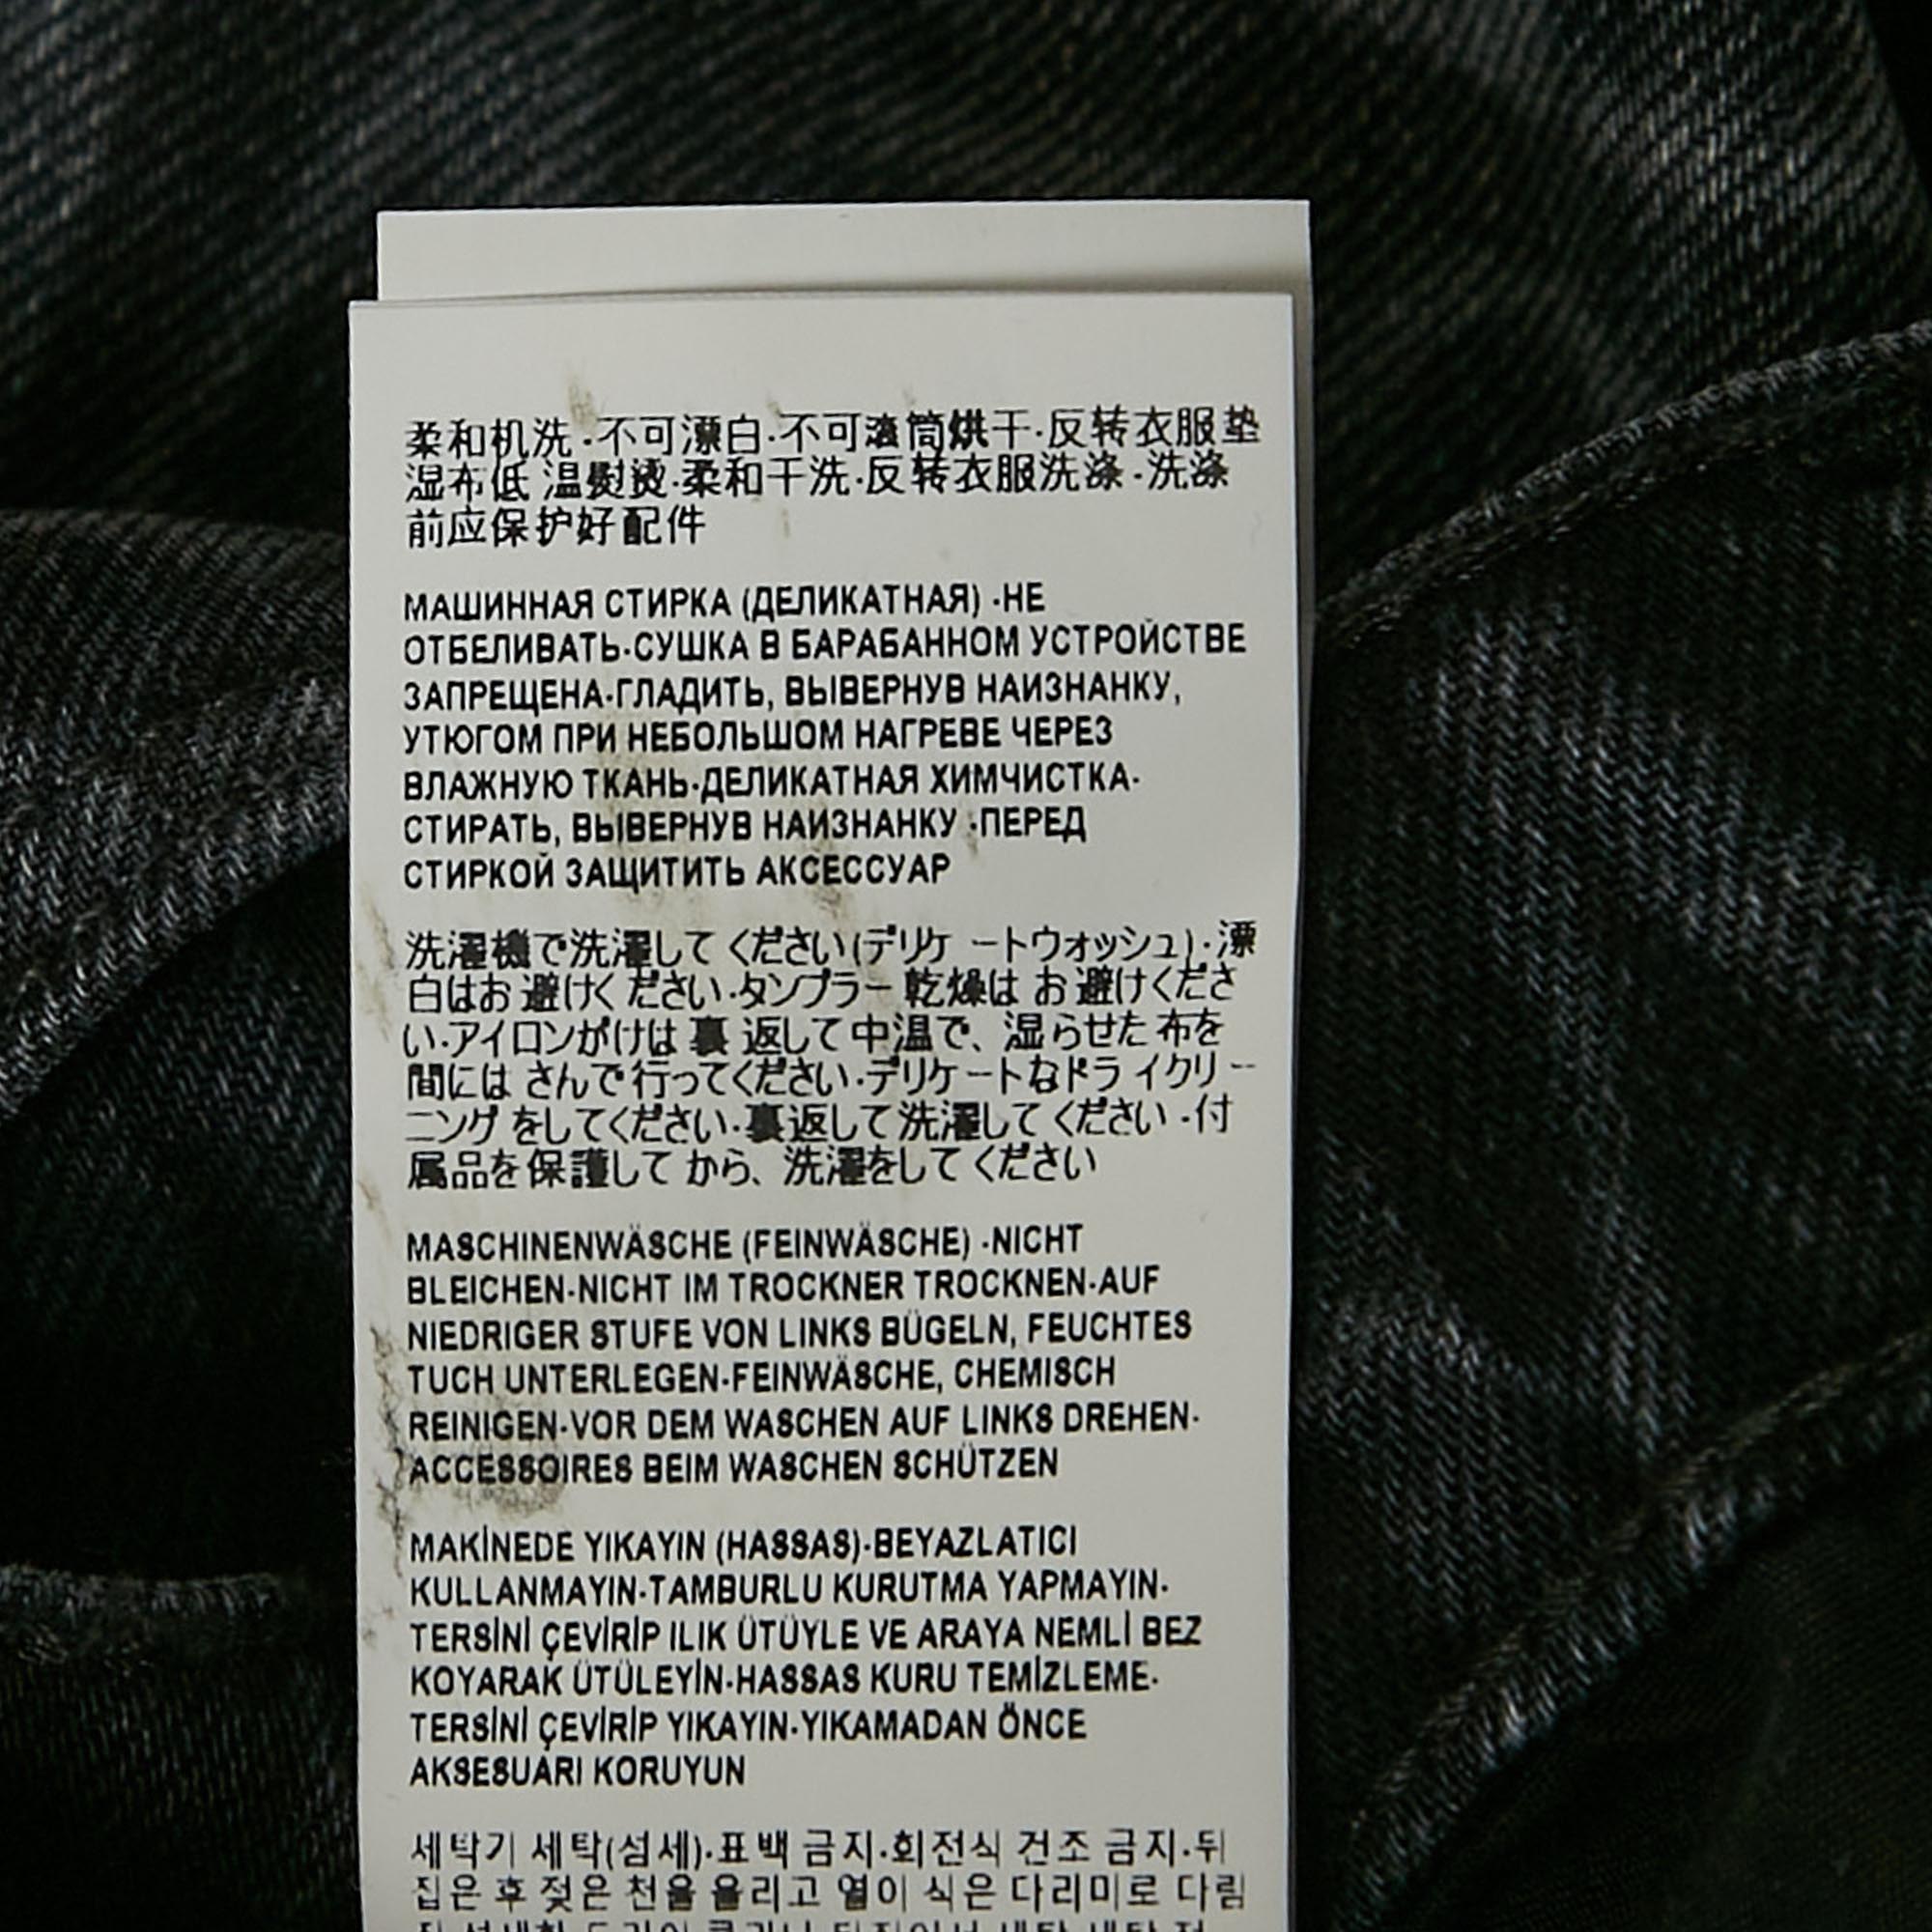 柔和机洗·不可漂白·不可滚筒烘干·反转衣服垫
湿布低 温熨烫·柔和干洗·反转衣服洗涤·洗涤
前应保护好配件
МАШИННАЯ СТИРКА (ДЕЛИКАТНАЯ) ·НЕ
ОТБЕЛИВАТЬ·СУШКА В БАРАБАННОМ УСТРОЙСТВЕ
ЗАПРЕЩЕНА·ГЛАДИТЬ, ВЫВЕРНУВ НАИЗНАНКУ,
УТЮГОМ ПРИ НЕБОЛЬШОМ НАГРЕВЕ ЧЕРЕЗ
ВЛАЖНУЮ ТКАНЬ·ДЕЛИКАТНАЯ ХИМЧИСТКА·
СТИРАТЬ, ВЫВЕРНУВ НАИЗНАНКУ ·ПЕРЕД
СТИРКОЙ ЗАЩИТИТЬ АКСЕССУАР
洗濯機で洗濯してください(デリケートウォッシュ)·漂
白はお避けください·タンブラー乾燥はお避けくださ
い·アイロンがけは裏返して中温で、湿らせた布を
間にはさんで行ってください·デリケートなドライクリー
ニングをしてください·裏返して洗濯してください·付
属品を保護してから、洗濯をしてください
MASCHINENWÄSCHE (FEINWÄSCHE) ·NICHT
BLEICHEN·NICHT IM TROCKNER TROCKNEN·AUF
NIEDRIGER STUFE VON LINKS BÜGELN, FEUCHTES
TUCH UNTERLEGEN·FEINWÄSCHE, CHEMISCH
REINIGEN·VOR DEM WASCHEN AUF LINKS DREHEN·
ACCESSOIRES BEIM WASCHEN SCHÜTZEN
MAKİNEDE YIKAYIN (HASSAS)·BEYAZLATICI
KULLANMAYIN·TAMBURLU KURUTMA YAPMAYIN·
TERSİNİ ÇEVİRİP ILIK ÜTÜYLE VE ARAYA NEMLİ BEZ
KOYARAK ÜTÜLEYİN·HASSAS KURU TEMİZLEME·
TERSİNİ ÇEVİRİP YIKAYIN·YIKAMADAN ÖNCE
AKSESUARI KORUYUN
세탁기 세탁(섬세)·표백 금지·회전식 건조 금지·뒤
집은 후 젖은 천을 올리고 열이 식은 다리미로 다림